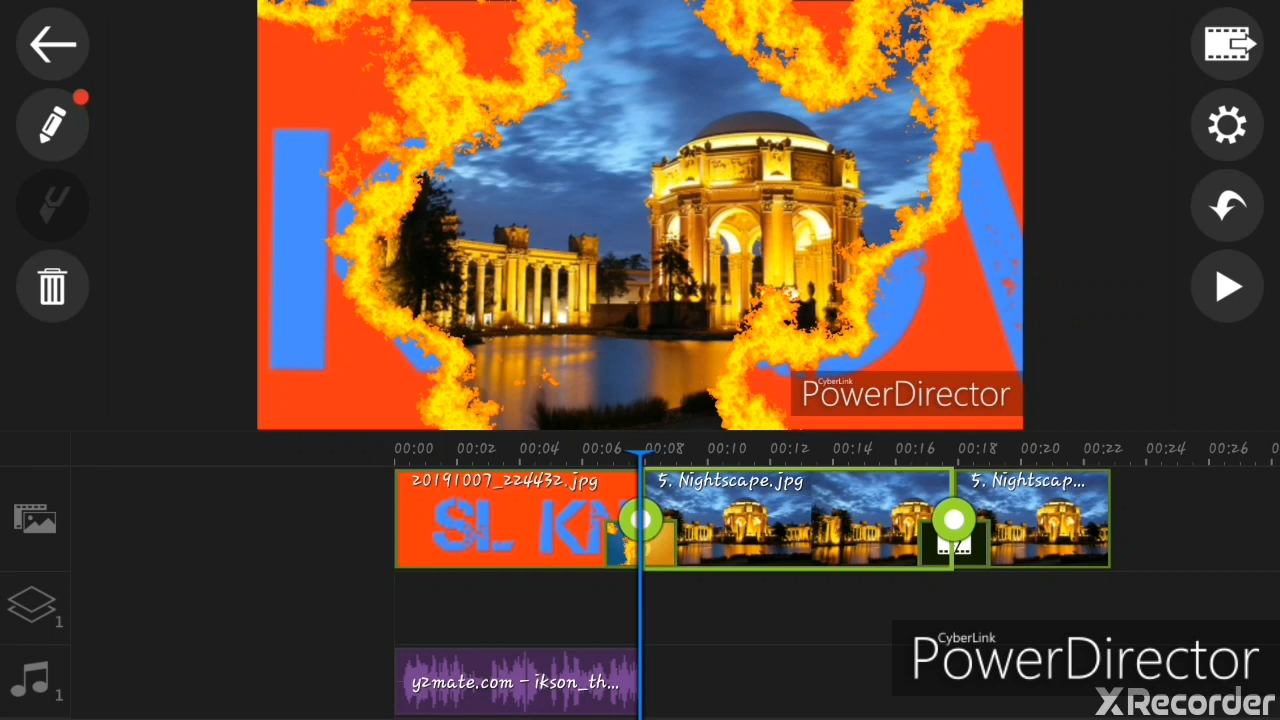 CyberLink
PowerDirector
00:00 00:02 00:04 00:06 00:08 00:10 00:12 00:14 00:16 00:18 00:20 00:22 00:24 00:26
20191007_224432.jpg
5. Nightscape.jpg
5. Nightscap...
SL KN
1
CyberLink
PowerDirector
y2mate.com - ikson_th...
1
XRecorder